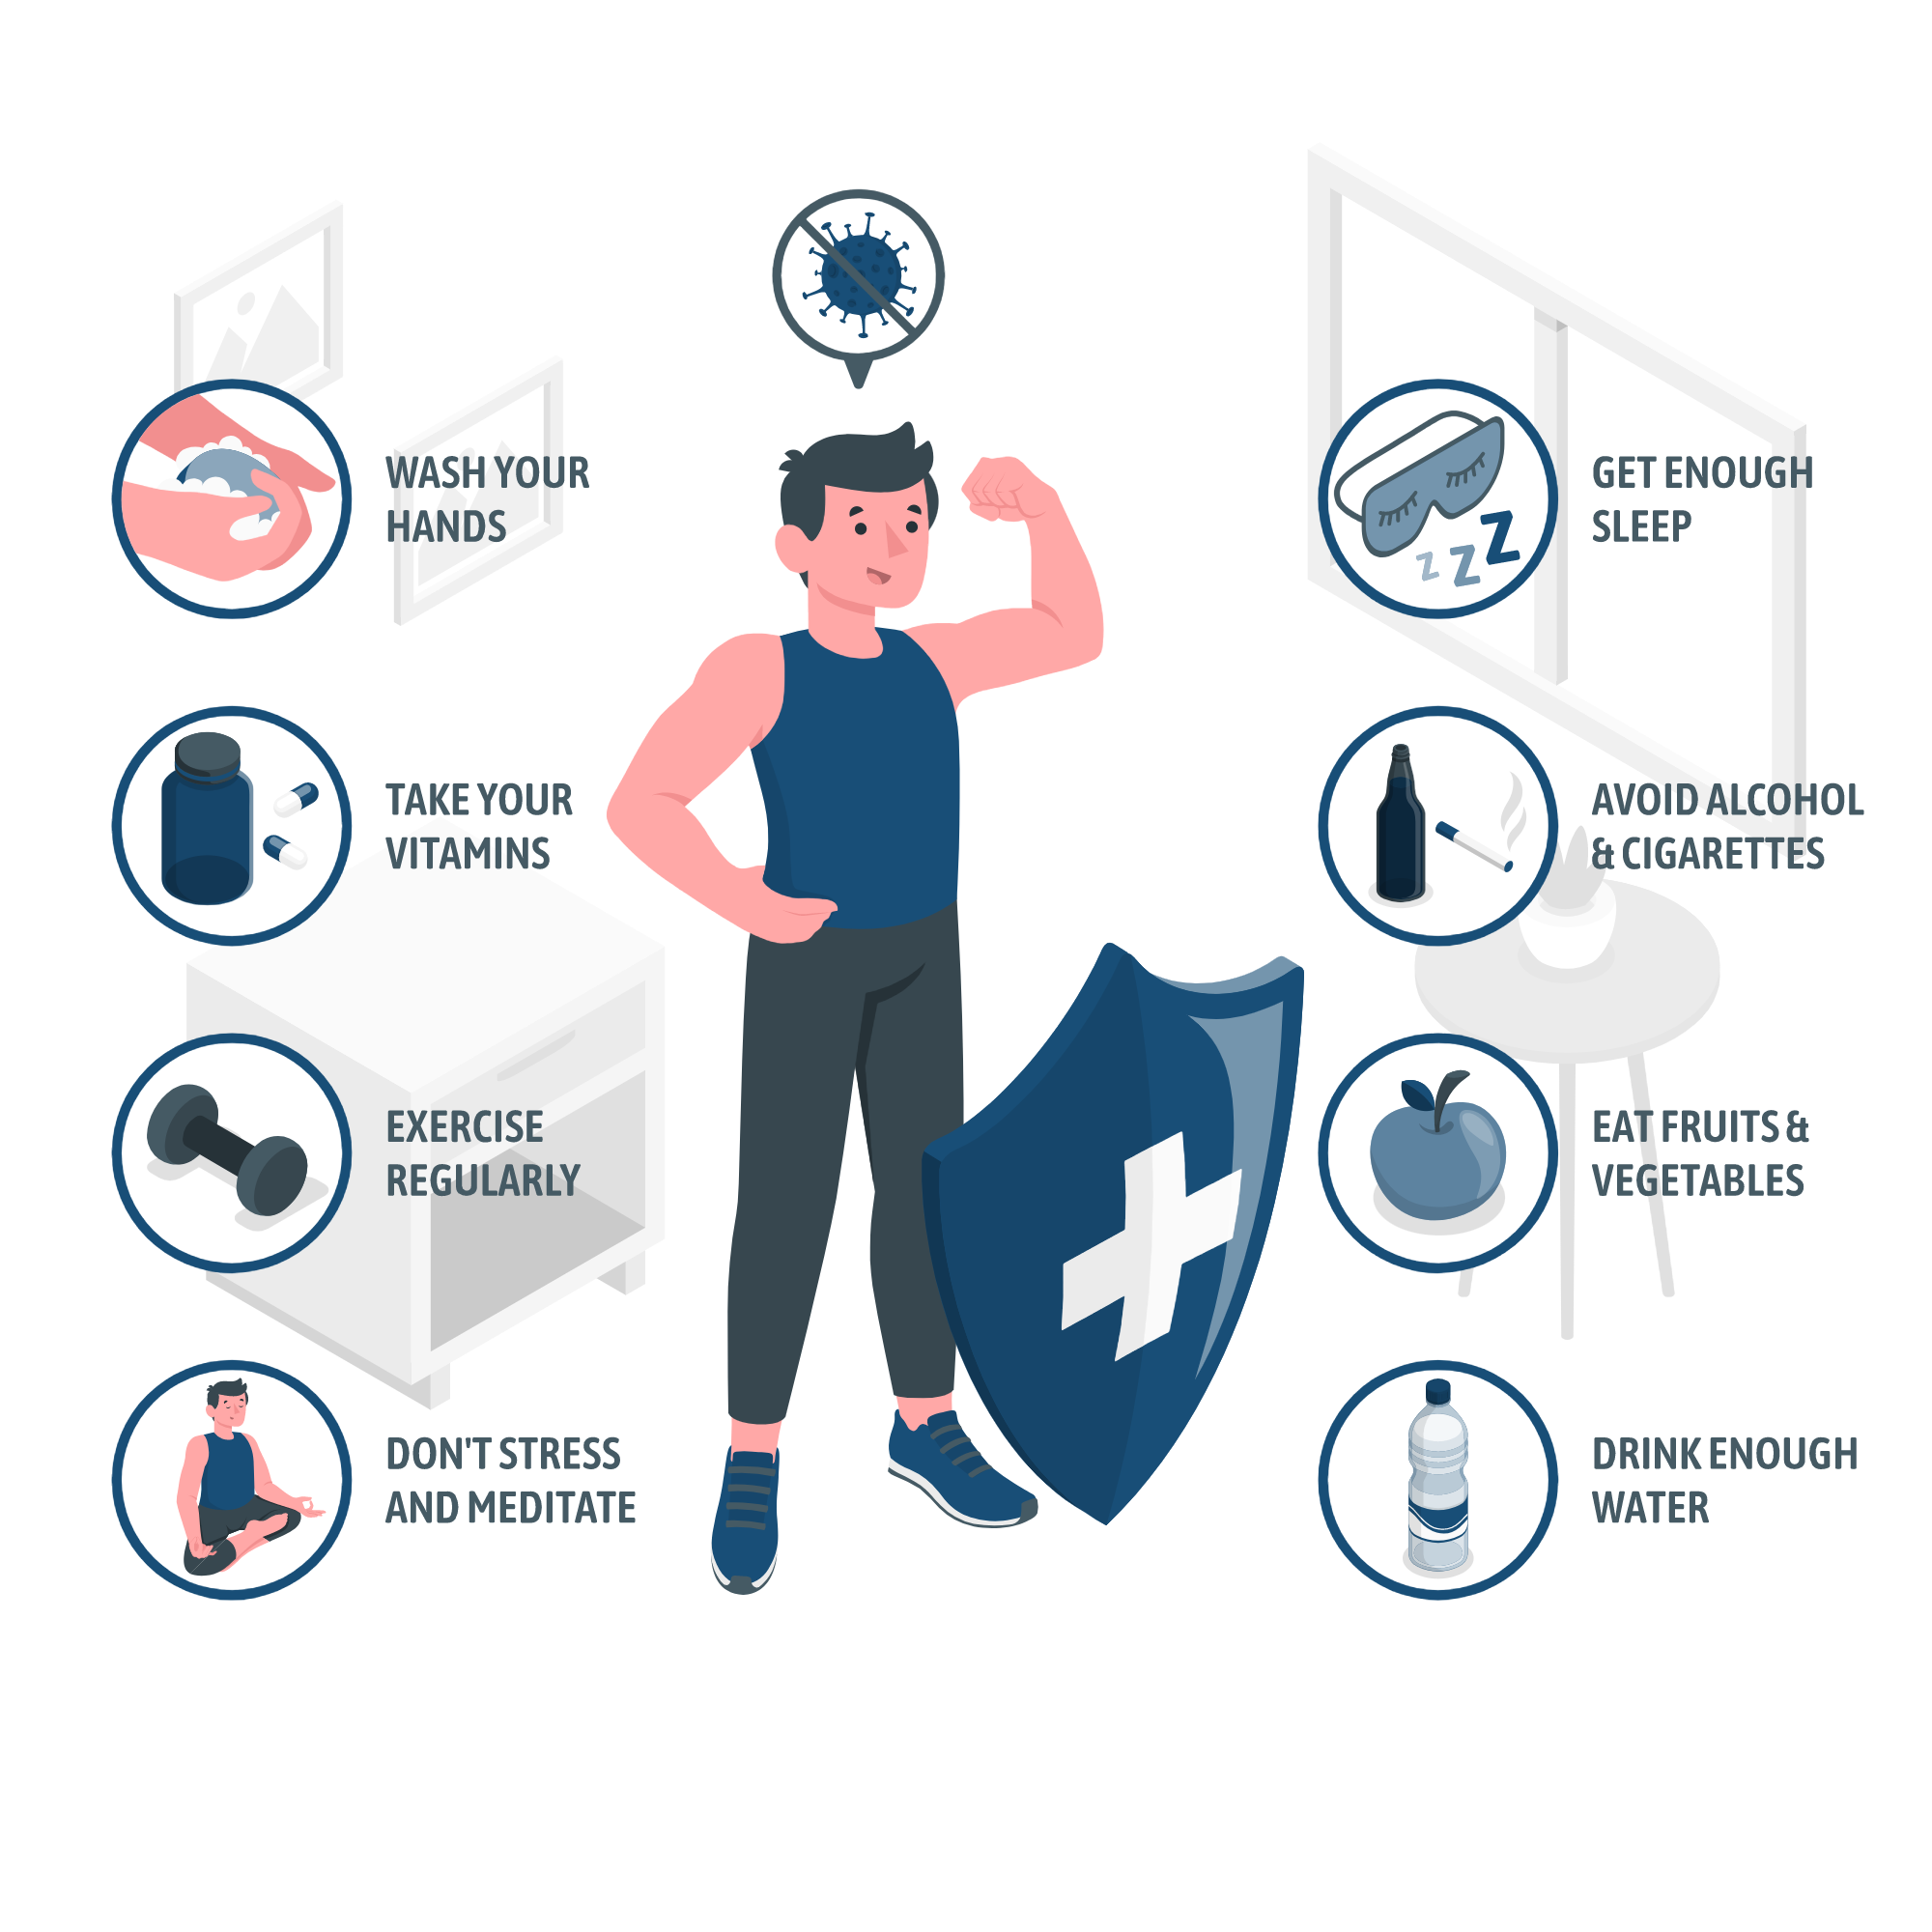 WASH YOUR
HANDS
TAKE YOUR
VITAMINS
EXERCISE
REGULARLY
DON'T STRESS
AND MEDITATE
GET ENOUGH
SLEEP
Z Z Z
AVOID ALCOHOL
& CIGARETTES
EAT FRUITS &
VEGETABLES
DRINK ENOUGH
WATER